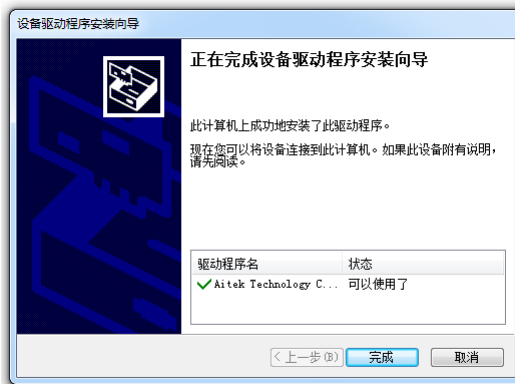 设备驱动程序安装向导
正在完成设备驱动程序安装向导
此计算机上成功地安装了此驱动程序。
现在您可以将设备连接到此计算机。如果此设备附有说明，
请先阅读。
驱动程序名 状态
Aitek Technology C... 可以使用了
<上一步(B) 完成 取消